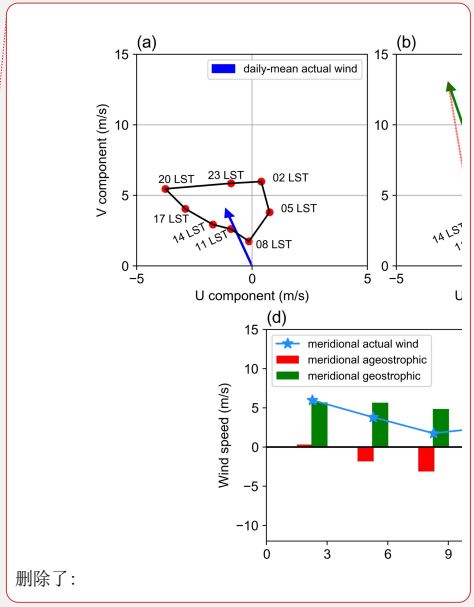 (a)
(b)
15
daily-mean actual wind
15
10
10
V component (m/s)
20 LST
23 LST
02 LST
5
5
17 LST
05 LST
14 LST
11 LST
08 LST
14 LST
0
0
−5
0
5
−5
U component (m/s)
(d)
15
meridional actual wind
meridional ageostrophic
meridional geostrophic
10
5
Wind speed (m/s)
0
−5
−10
0
3
6
9
删除了: